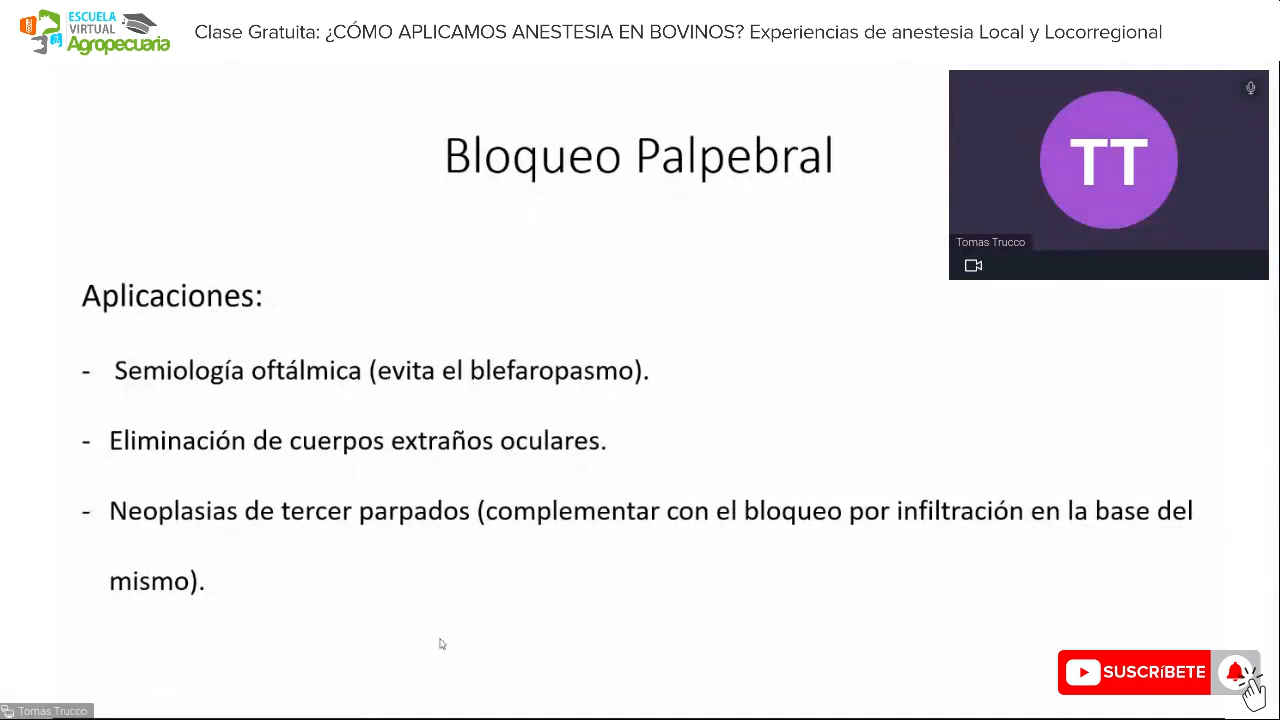 ESCUELA
VIRTUAL
Agropecuaria
Clase Gratuita: ¿CÓMO APLICAMOS ANESTESIA EN BOVINOS? Experiencias de anestesia Local y Locorregional
TT
Tomas Trucco
Bloqueo Palpebral
Aplicaciones:
- Semiología oftálmica (evita el blefaropasmo).
- Eliminación de cuerpos extraños oculares.
- Neoplasias de tercer parpados (complementar con el bloqueo por infiltración en la base del
mismo).
SUSCRíBETE
Tomas Trucco